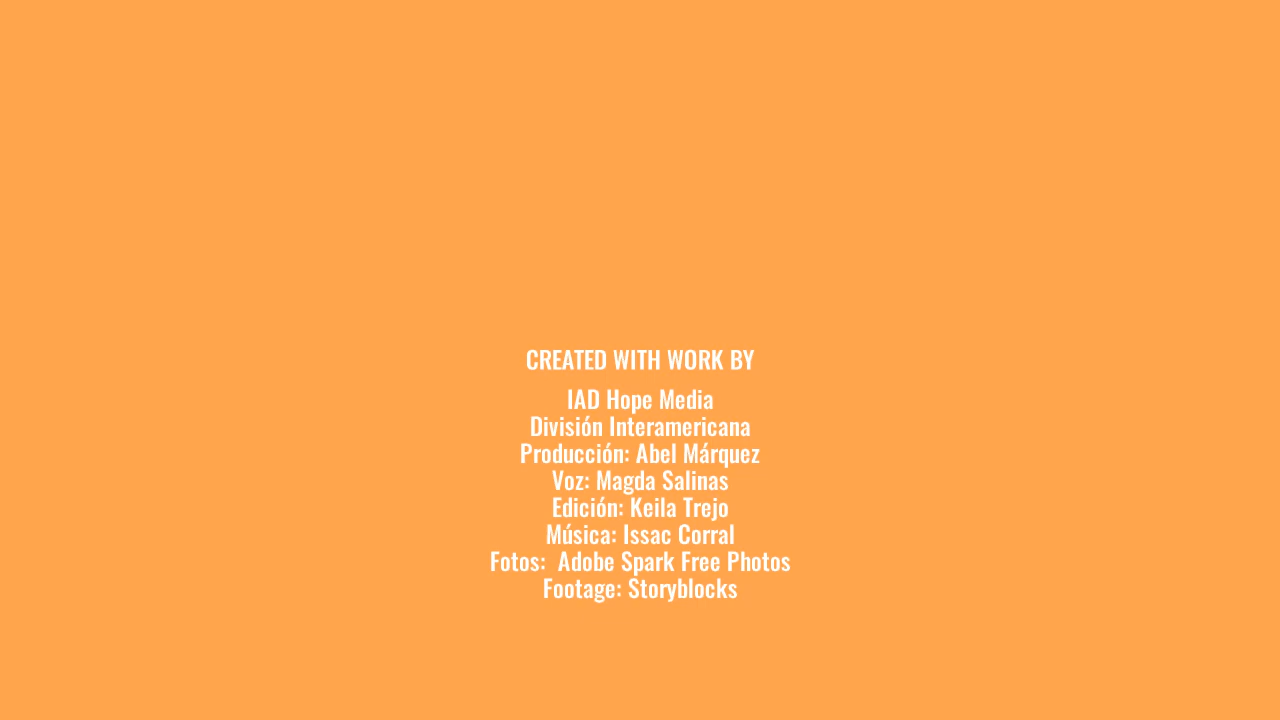 CREATED WITH WORK BY
IAD Hope Media
División Interamericana
Producción: Abel Márquez
Voz: Magda Salinas
Edición: Keila Trejo
Música: Issac Corral
Fotos:  Adobe Spark Free Photos
Footage: Storyblocks